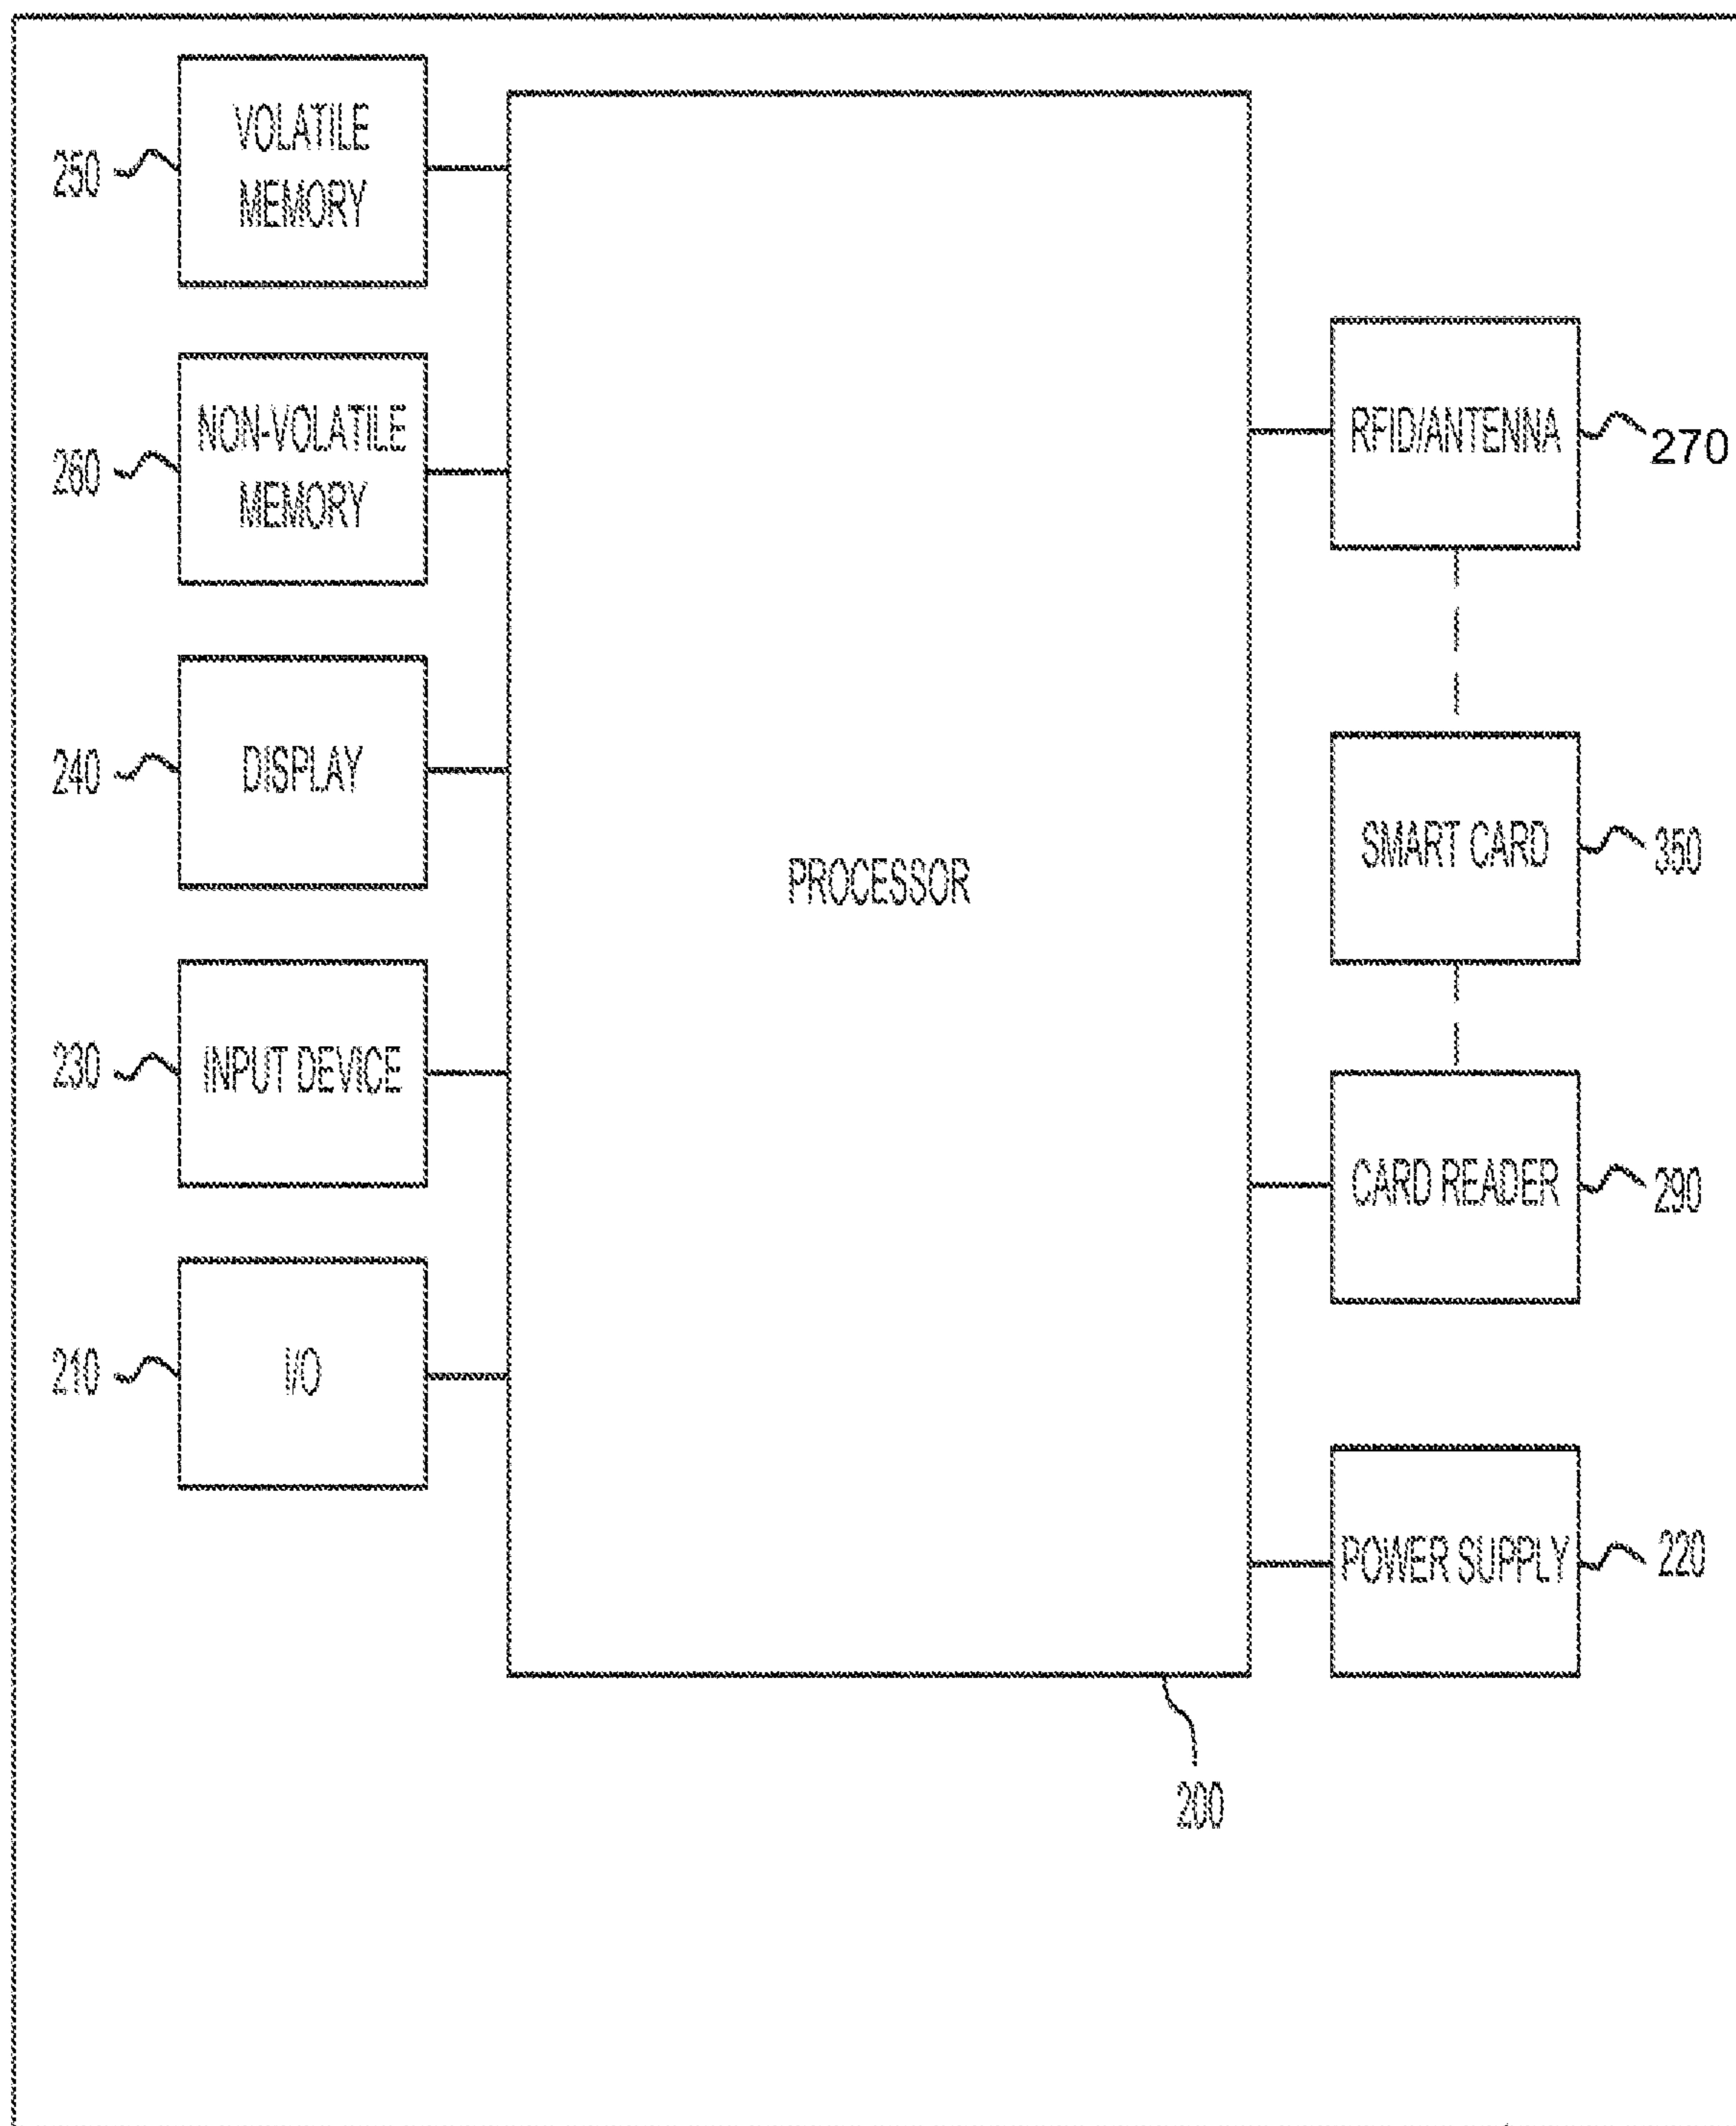 250
VOLATILE
MEMORY
260
NON-VOLATILE
MEMORY
240
DISPLAY
230
INPUT DEVICE
210
I/O
PROCESSOR
200
RFID/ANTENNA
270
SMART CARD
350
CARD READER
290
POWER SUPPLY
220